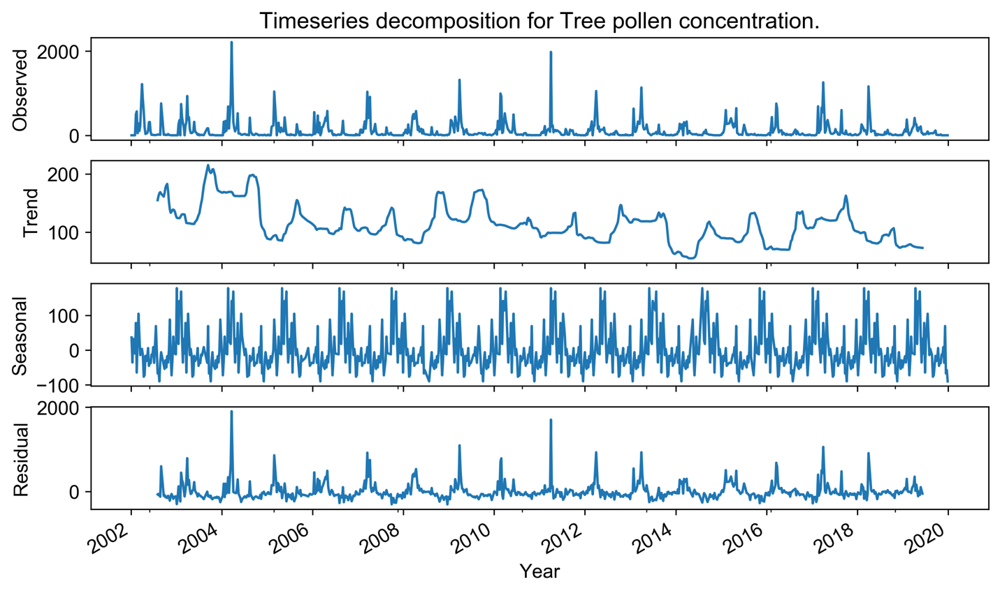 Timeseries decomposition for Tree pollen concentration.
Observed
2000
0
Trend
200
100
Seasonal
100
0
−100
Residual
2000
0
2002 2004 2006 2008 2010 2012 2014 2016 2018 2020
Year